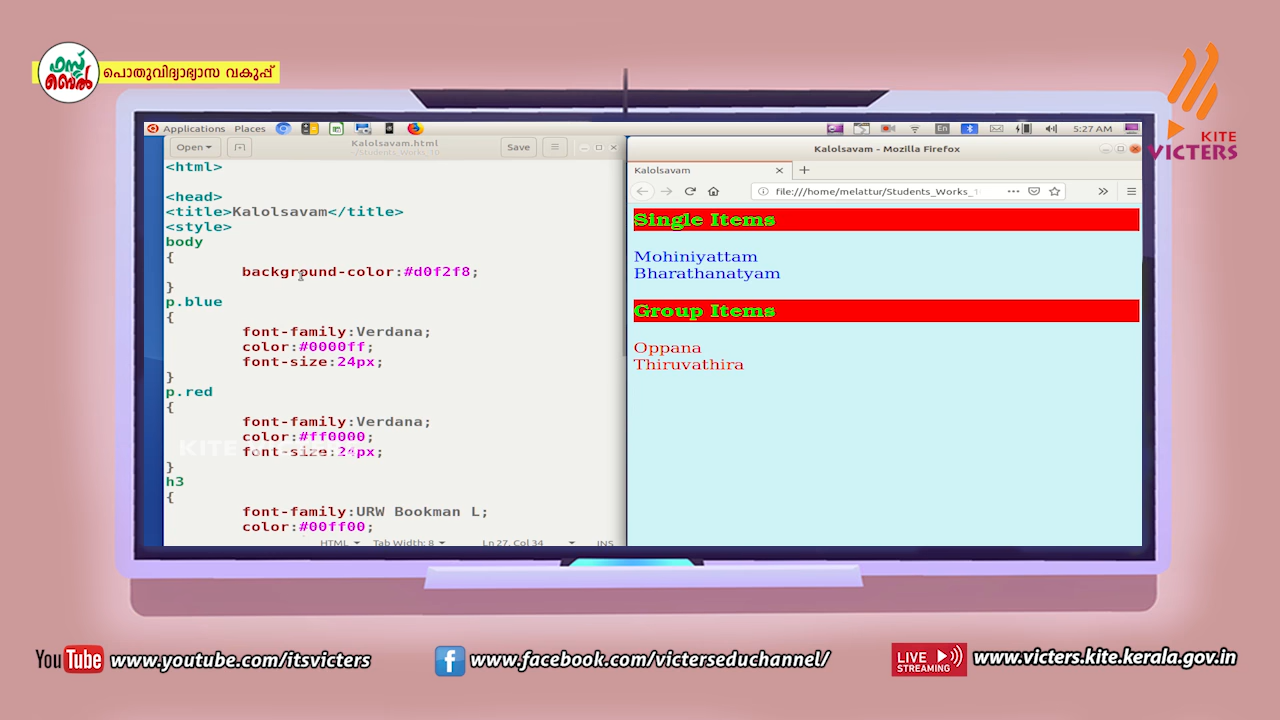 ഫസ്റ്റ്
ബെൽ
പൊതുവിദ്യാഭ്യാസ വകുപ്പ്
KITE
VICTERS
Applications Places
En
5:27 AM
Open
Kalolsavam.html
Save
<html>
<head>
<title>Kalolsavam</title>
<style>
body
{
background-color:#d0f2f8;
}
p.blue
{
font-family:Verdana;
color:#0000ff;
font-size:24px;
}
p.red
{
font-family:Verdana;
color:#ff0000;
font-size:24px;
}
h3
{
font-family:URW Bookman L;
color:#00ff00;
HTML Tab Width: 8 Ln 27, Col 34 INS
Kalolsavam - Mozilla Firefox
Kalolsavam
file:///home/melattur/Students_Works_1
Single Items
Mohiniyattam
Bharathanatyam
Group Items
Oppana
Thiruvathira
YouTube www.youtube.com/itsvicters
f www.facebook.com/victerseduchannel/
LIVE
STREAMING
www.victers.kite.kerala.gov.in